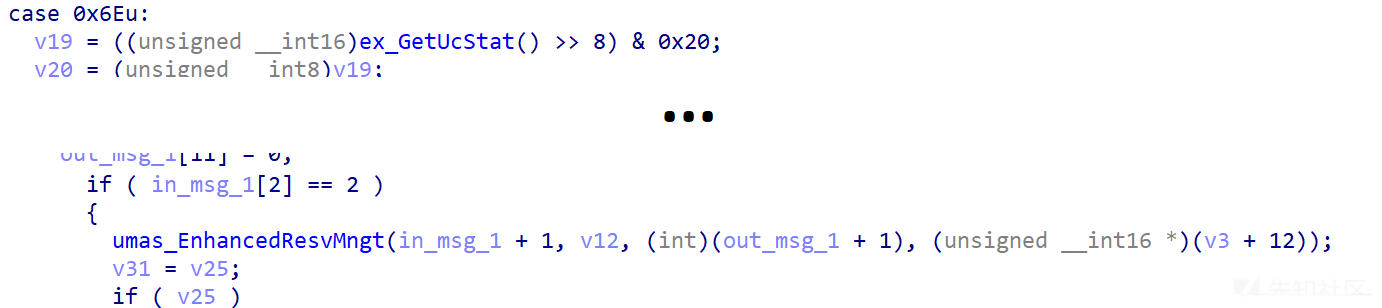 case 0x6Eu:
v19 = ((unsigned __int16)ex_GetUcStat() >> 8) & 0x20;
v20 = (unsigned __int8)v19;
...
out_msg_1[11] = 0,
if ( in_msg_1[2] == 2 )
{
umas_EnhancedResvMngt(in_msg_1 + 1, v12, (int)(out_msg_1 + 1), (unsigned __int16 *)(v3 + 12));
v31 = v25;
if ( v25 )
先知社区